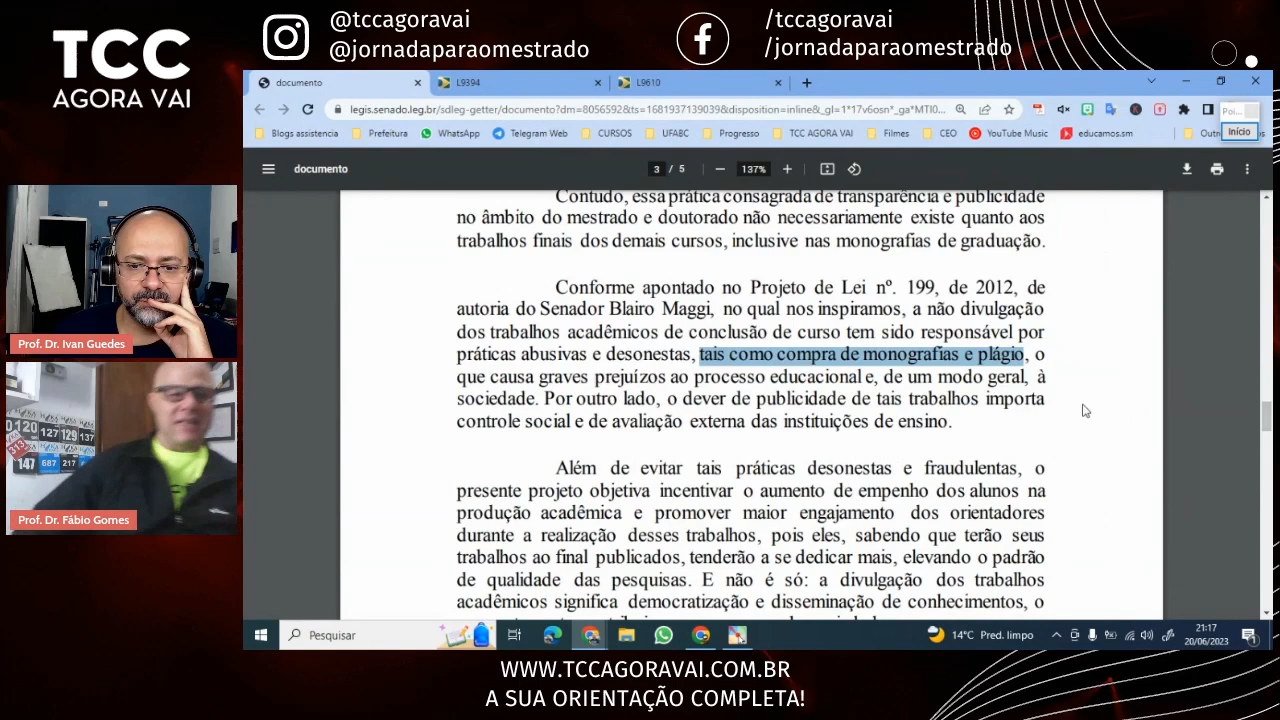 TCC
AGORA VAI
@tccagoravai
@jornadaparaomestrado
/tccagoravai
/jornadaparaomestrado
documento
L9394
L9610
legis.senado.leg.br/sdleg-getter/documento?dm=8056592&ts=1681937139039&disposition=inline&_gl=1*17v6osn*_ga*MTI0...
Poi...
Início
Blogs assistencia
Prefeitura
WhatsApp
Telegram Web
CURSOS
UFABC
Progresso
TCC AGORA VAI
Filmes
CEO
YouTube Music
educamos.sm
documento
3 / 5
137%
Contudo, essa prática consagrada de transparência e publicidade
no âmbito do mestrado e doutorado não necessariamente existe quanto aos
trabalhos finais dos demais cursos, inclusive nas monografias de graduação.
Conforme apontado no Projeto de Lei nº. 199, de 2012, de
autoria do Senador Blairo Maggi, no qual nos inspiramos, a não divulgação
dos trabalhos acadêmicos de conclusão de curso tem sido responsável por
práticas abusivas e desonestas, tais como compra de monografias e plágio, o
que causa graves prejuízos ao processo educacional e, de um modo geral, à
sociedade. Por outro lado, o dever de publicidade de tais trabalhos importa
controle social e de avaliação externa das instituições de ensino.
Além de evitar tais práticas desonestas e fraudulentas, o
presente projeto objetiva incentivar o aumento de empenho dos alunos na
produção acadêmica e promover maior engajamento dos orientadores
durante a realização desses trabalhos, pois eles, sabendo que terão seus
trabalhos ao final publicados, tenderão a se dedicar mais, elevando o padrão
de qualidade das pesquisas. E não é só: a divulgação dos trabalhos
acadêmicos significa democratização e disseminação de conhecimentos, o
Prof. Dr. Ivan Guedes
120
127
129
137
313
147
687
217
Prof. Dr. Fábio Gomes
Pesquisar
14°C Pred. limpo
21:17
20/06/2023
WWW.TCCAGORAVAI.COM.BR
A SUA ORIENTAÇÃO COMPLETA!